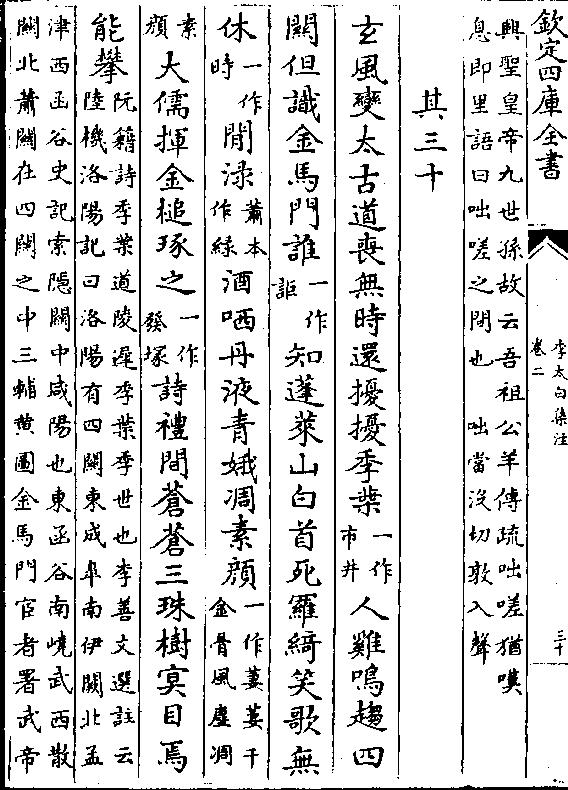 欽定四庫全書
李太白集注
卷二
三十
興聖皇帝九世孫故云吾祖公羊傳疏咄嗟猶嘆
息即里語曰咄嗟之間也 咄當沒切敦入聲
其三十
玄風變太古道喪無時還擾擾季葉一作市井人雞鳴趨四
關但識金馬門誰一作詎知蓬萊山白首死羅綺笑歌無
休一作時閒渌蕭本作綠酒哂丹液青娥凋素顔一作萋萋千金骨風塵凋
素顔大儒揮金槌琢之一作發塚詩禮間蒼蒼三珠樹冥目焉
能攀阮籍詩季葉道陵遲季葉季世也李善文選註云
陸機洛陽記曰洛陽有四關東成臯南伊闕北孟
津西函谷史記索隱關中咸陽也東函谷南嶢武西散
關北蕭關在四關之中三輔黄圖金馬門宦者署武帝